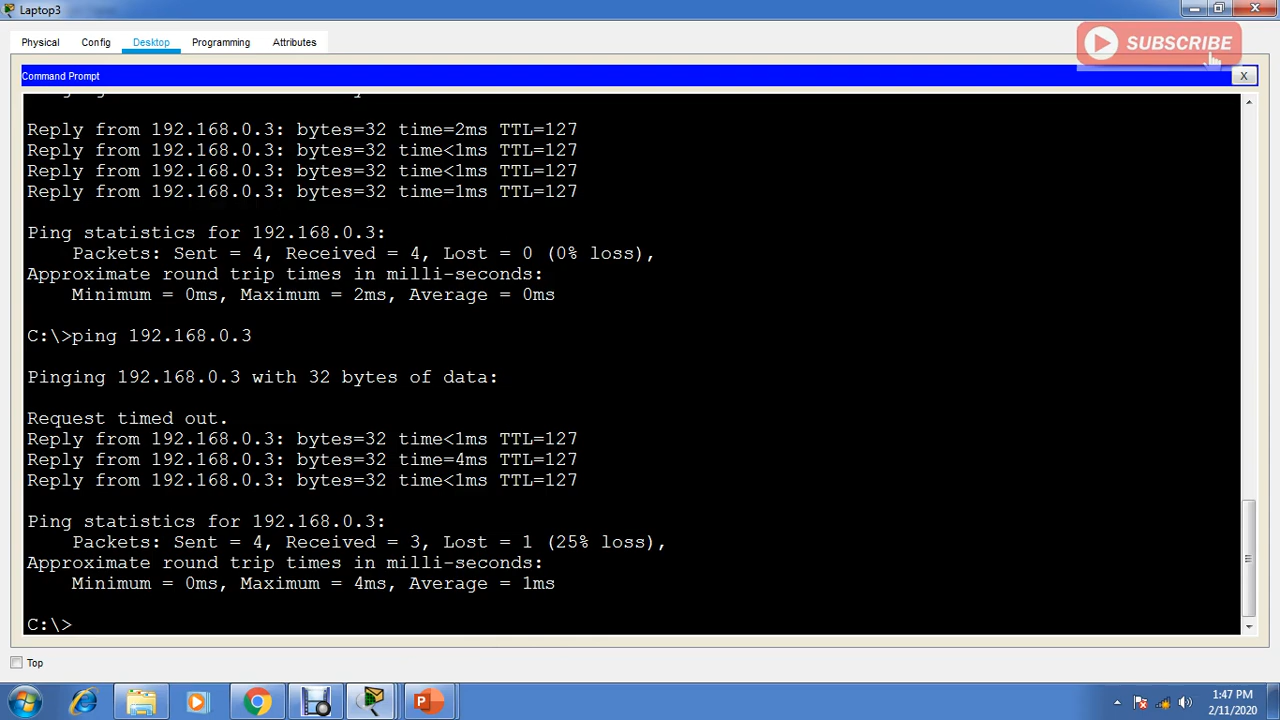 Laptop3
Physical Config Desktop Programming Attributes
SUBSCRIBE
Command Prompt
X
Reply from 192.168.0.3: bytes=32 time=2ms TTL=127
Reply from 192.168.0.3: bytes=32 time<1ms TTL=127
Reply from 192.168.0.3: bytes=32 time<1ms TTL=127
Reply from 192.168.0.3: bytes=32 time=1ms TTL=127
Ping statistics for 192.168.0.3:
Packets: Sent = 4, Received = 4, Lost = 0 (0% loss),
Approximate round trip times in milli-seconds:
Minimum = 0ms, Maximum = 2ms, Average = 0ms
C:\>ping 192.168.0.3
Pinging 192.168.0.3 with 32 bytes of data:
Request timed out.
Reply from 192.168.0.3: bytes=32 time<1ms TTL=127
Reply from 192.168.0.3: bytes=32 time=4ms TTL=127
Reply from 192.168.0.3: bytes=32 time<1ms TTL=127
Ping statistics for 192.168.0.3:
Packets: Sent = 4, Received = 3, Lost = 1 (25% loss),
Approximate round trip times in milli-seconds:
Minimum = 0ms, Maximum = 4ms, Average = 1ms
C:\>
Top
1:47 PM
2/11/2020